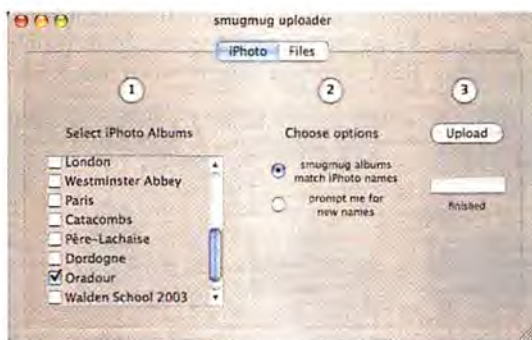 smugmug uploader
iPhoto Files
1
Select iPhoto Albums
London
Westminster Abbey
Paris
Catacombs
Père-Lachaise
Dordogne
Oradour
Walden School 2003
2
Choose options
smugmug albums
match iPhoto names
prompt me for
new names
3
Upload
finished